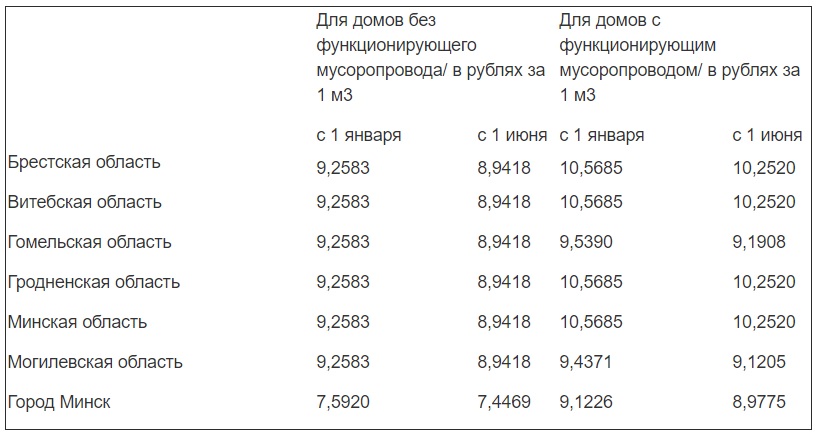 Для домов без Для домов с
функционирующего функционирующим
мусоропровода/ в рублях за мусоропроводом/ в рублях за
1 м3 1 м3
с 1 января с 1 июня с 1 января с 1 июня
Брестская область 9,2583 8,9418 10,5685 10,2520
Витебская область 9,2583 8,9418 10,5685 10,2520
Гомельская область 9,2583 8,9418 9,5390 9,1908
Гродненская область 9,2583 8,9418 10,5685 10,2520
Минская область 9,2583 8,9418 10,5685 10,2520
Могилевская область 9,2583 8,9418 9,4371 9,1205
Город Минск 7,5920 7,4469 9,1226 8,9775